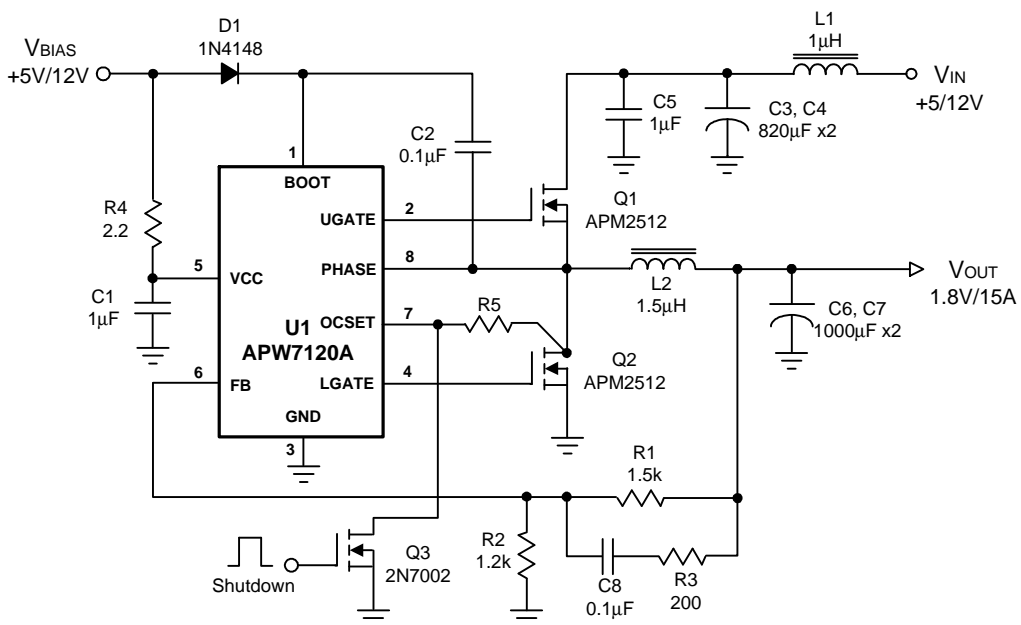 D1
1N4148
VBIAS
+5V/12V
L1
1μH
VIN
+5/12V
C5
1μF
C3, C4
820μF x2
C2
0.1μF
1
BOOT
R4
2.2
UGATE
2
Q1
APM2512
5
VCC
PHASE
8
L2
1.5μH
VOUT
1.8V/15A
C1
1μF
U1
APW7120A
OCSET
7
R5
C6, C7
1000μF x2
6
FB
LGATE
4
Q2
APM2512
GND
3
R1
1.5k
Shutdown
Q3
2N7002
R2
1.2k
C8
0.1μF
R3
200